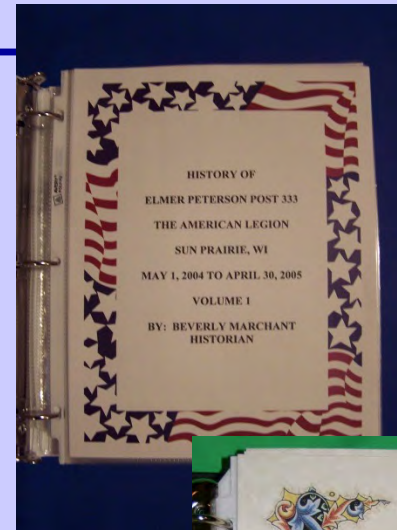 HISTORY OF
ELMER PETERSON POST 333
THE AMERICAN LEGION
SUN PRAIRIE, WI
MAY 1, 2004 TO APRIL 30, 2005
VOLUME 1
BY: BEVERLY MARCHANT
HISTORIAN